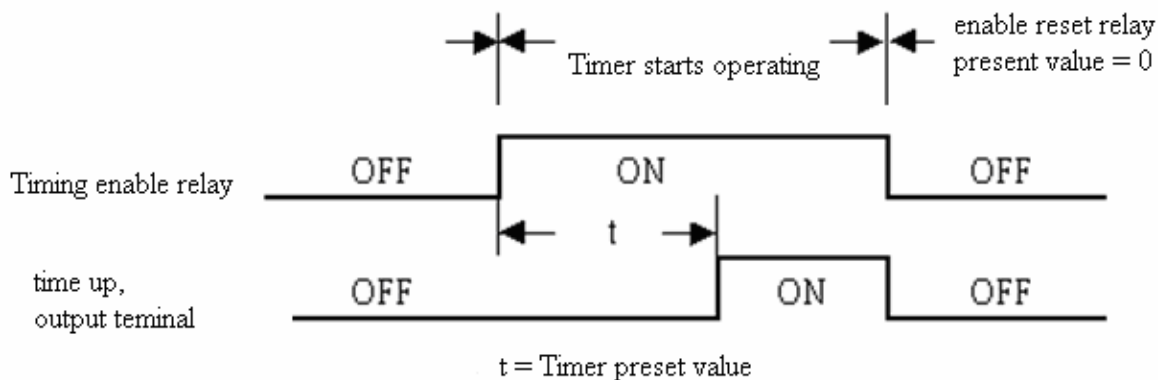 enable reset relay
present value = 0
Timer starts operating
Timing enable relay
OFF
ON
OFF
t
time up,
output teminal
OFF
ON
OFF
t = Timer preset value